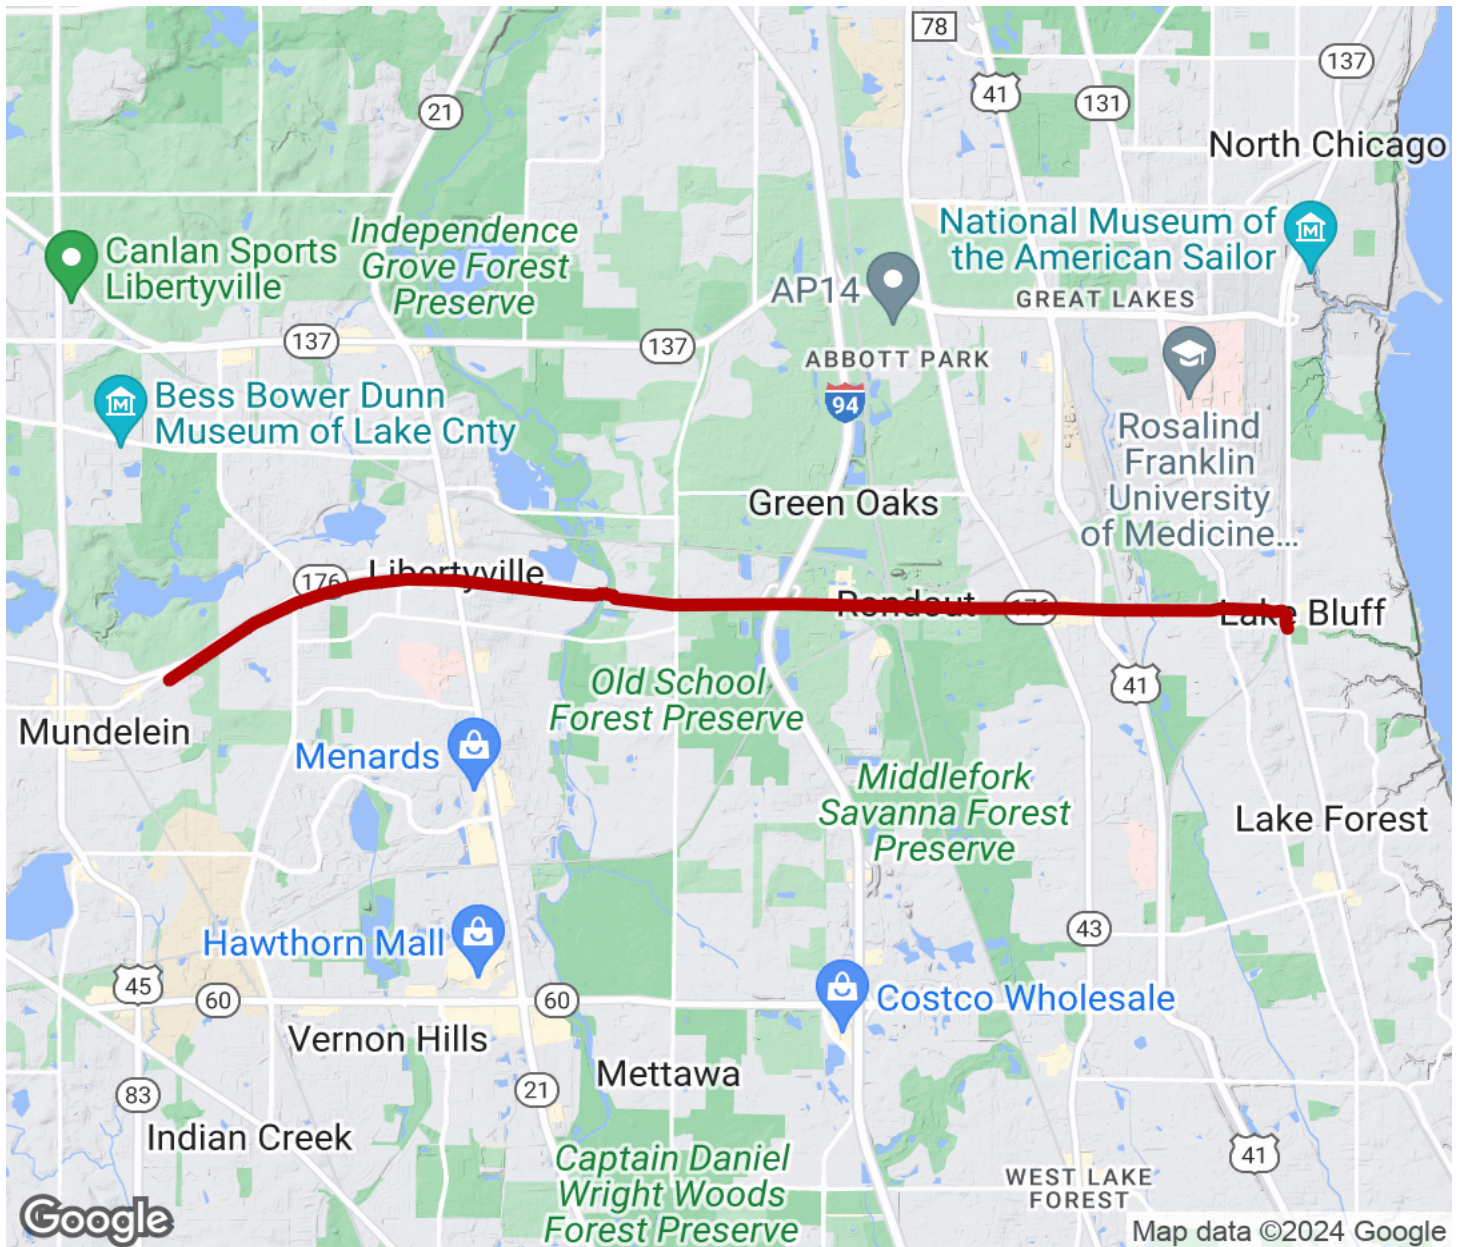 78
137
41
131
21
North Chicago
National Museum of
the American Sailor
Independence
Grove Forest
Preserve
Canlan Sports
Libertyville
AP14
GREAT LAKES
137
137
ABBOTT PARK
Bess Bower Dunn
Museum of Lake Cnty
94
Rosalind
Franklin
University
of Medicine...
Green Oaks
176
Libertyville
Rondout
176
Lake Bluff
Old School
Forest Preserve
41
Mundelein
Menards
Middlefork
Savanna Forest
Preserve
Lake Forest
Hawthorn Mall
43
45
60
60
Costco Wholesale
Vernon Hills
Mettawa
83
21
Indian Creek
Captain Daniel
Wright Woods
Forest Preserve
41
WEST LAKE
FOREST
Google
Map data ©2024 Google